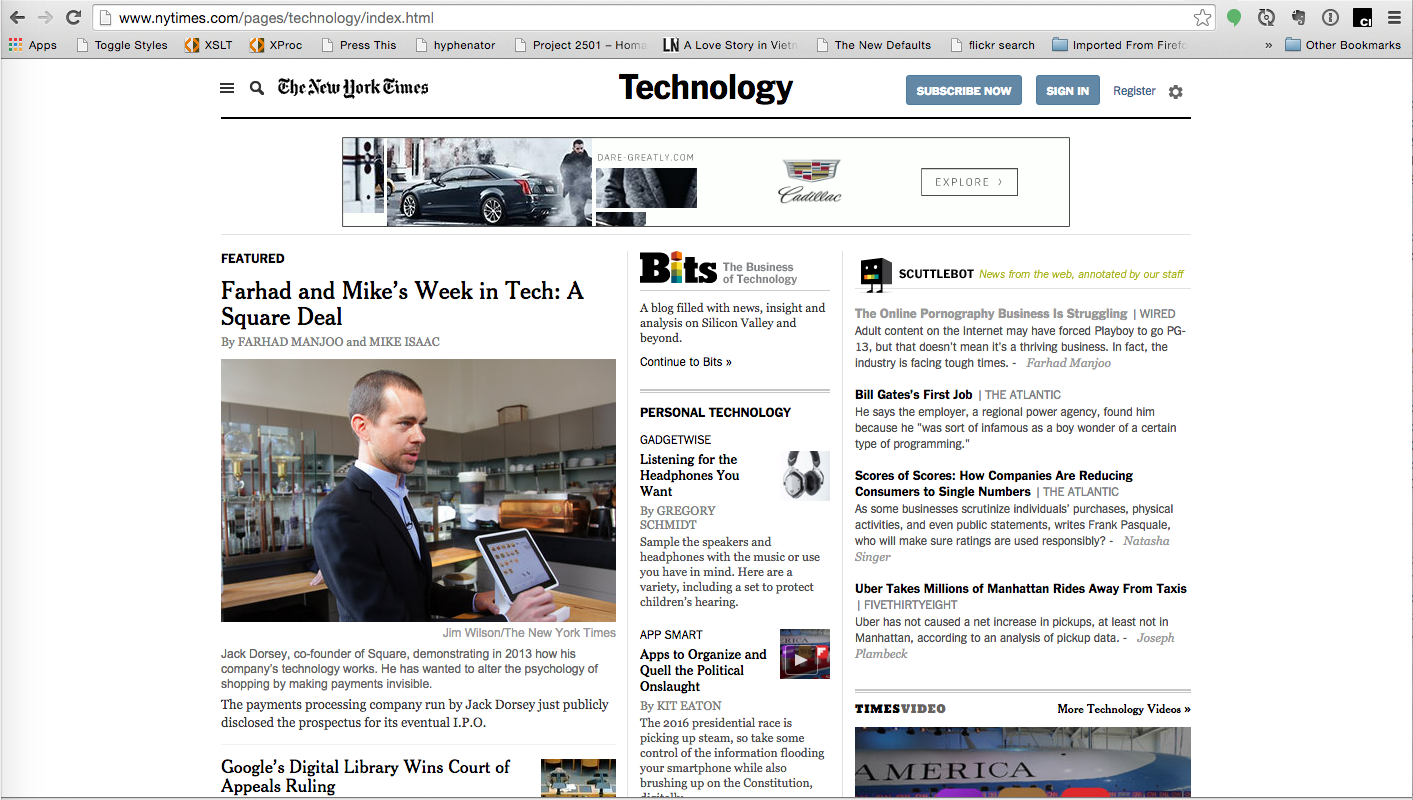 www.nytimes.com/pages/technology/index.html
Apps Toggle Styles XSLT XProc Press This hyphenator Project 2501 – Homa LN A Love Story in Vietn The New Defaults flickr search Imported From Firefo » Other Bookmarks
The New York Times
Technology
SUBSCRIBE NOW SIGN IN Register
DARE-GREATLY.COM
Cadillac
EXPLORE ›
FEATURED
Farhad and Mike's Week in Tech: A
Square Deal
By FARHAD MANJOO and MIKE ISAAC
Jim Wilson/The New York Times
Jack Dorsey, co-founder of Square, demonstrating in 2013 how his
company's technology works. He has wanted to alter the psychology of
shopping by making payments invisible.
The payments processing company run by Jack Dorsey just publicly
disclosed the prospectus for its eventual I.P.O.
Google's Digital Library Wins Court of
Appeals Ruling
Bits The Business
of Technology
A blog filled with news, insight and
analysis on Silicon Valley and
beyond.
Continue to Bits »
PERSONAL TECHNOLOGY
GADGETWISE
Listening for the
Headphones You
Want
By GREGORY
SCHMIDT
Sample the speakers and
headphones with the music or use
you have in mind. Here are a
variety, including a set to protect
children's hearing.
APP SMART
Apps to Organize and
Quell the Political
Onslaught
By KIT EATON
The 2016 presidential race is
picking up steam, so take some
control of the information flooding
your smartphone while also
brushing up on the Constitution,
digitally.
SCUTTLEBOT News from the web, annotated by our staff
The Online Pornography Business Is Struggling | WIRED
Adult content on the Internet may have forced Playboy to go PG-
13, but that doesn't mean it's a thriving business. In fact, the
industry is facing tough times. - Farhad Manjoo
Bill Gates's First Job | THE ATLANTIC
He says the employer, a regional power agency, found him
because he "was sort of infamous as a boy wonder of a certain
type of programming."
Scores of Scores: How Companies Are Reducing
Consumers to Single Numbers | THE ATLANTIC
As some businesses scrutinize individuals' purchases, physical
activities, and even public statements, writes Frank Pasquale,
who will make sure ratings are used responsibly? - Natasha
Singer
Uber Takes Millions of Manhattan Rides Away From Taxis
| FIVETHIRTYEIGHT
Uber has not caused a net increase in pickups, at least not in
Manhattan, according to an analysis of pickup data. - Joseph
Plambeck
TIMESVIDEO More Technology Videos »
AMERICA